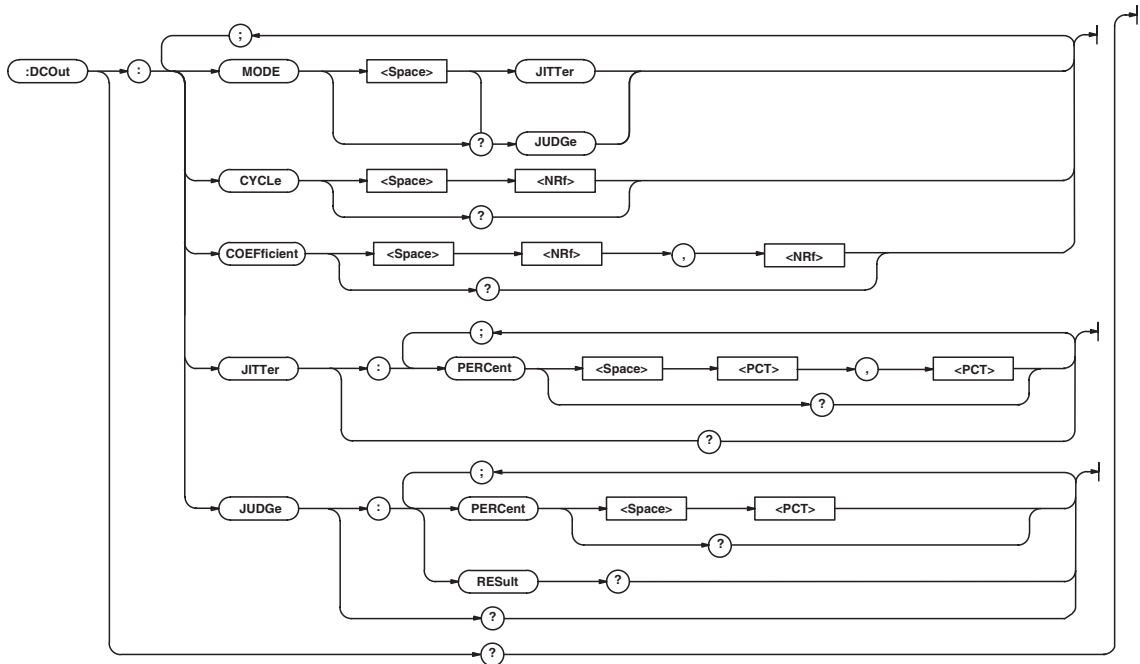 ;
:DCOut : MODE <Space> JITTer
? JUDGe
CYCLe <Space> <NRf>
?
COEFficient <Space> <NRf> , <NRf>
?
;
JITTer : PERCent <Space> <PCT> , <PCT>
?
?
;
JUDGe : PERCent <Space> <PCT>
?
RESult ?
?
?